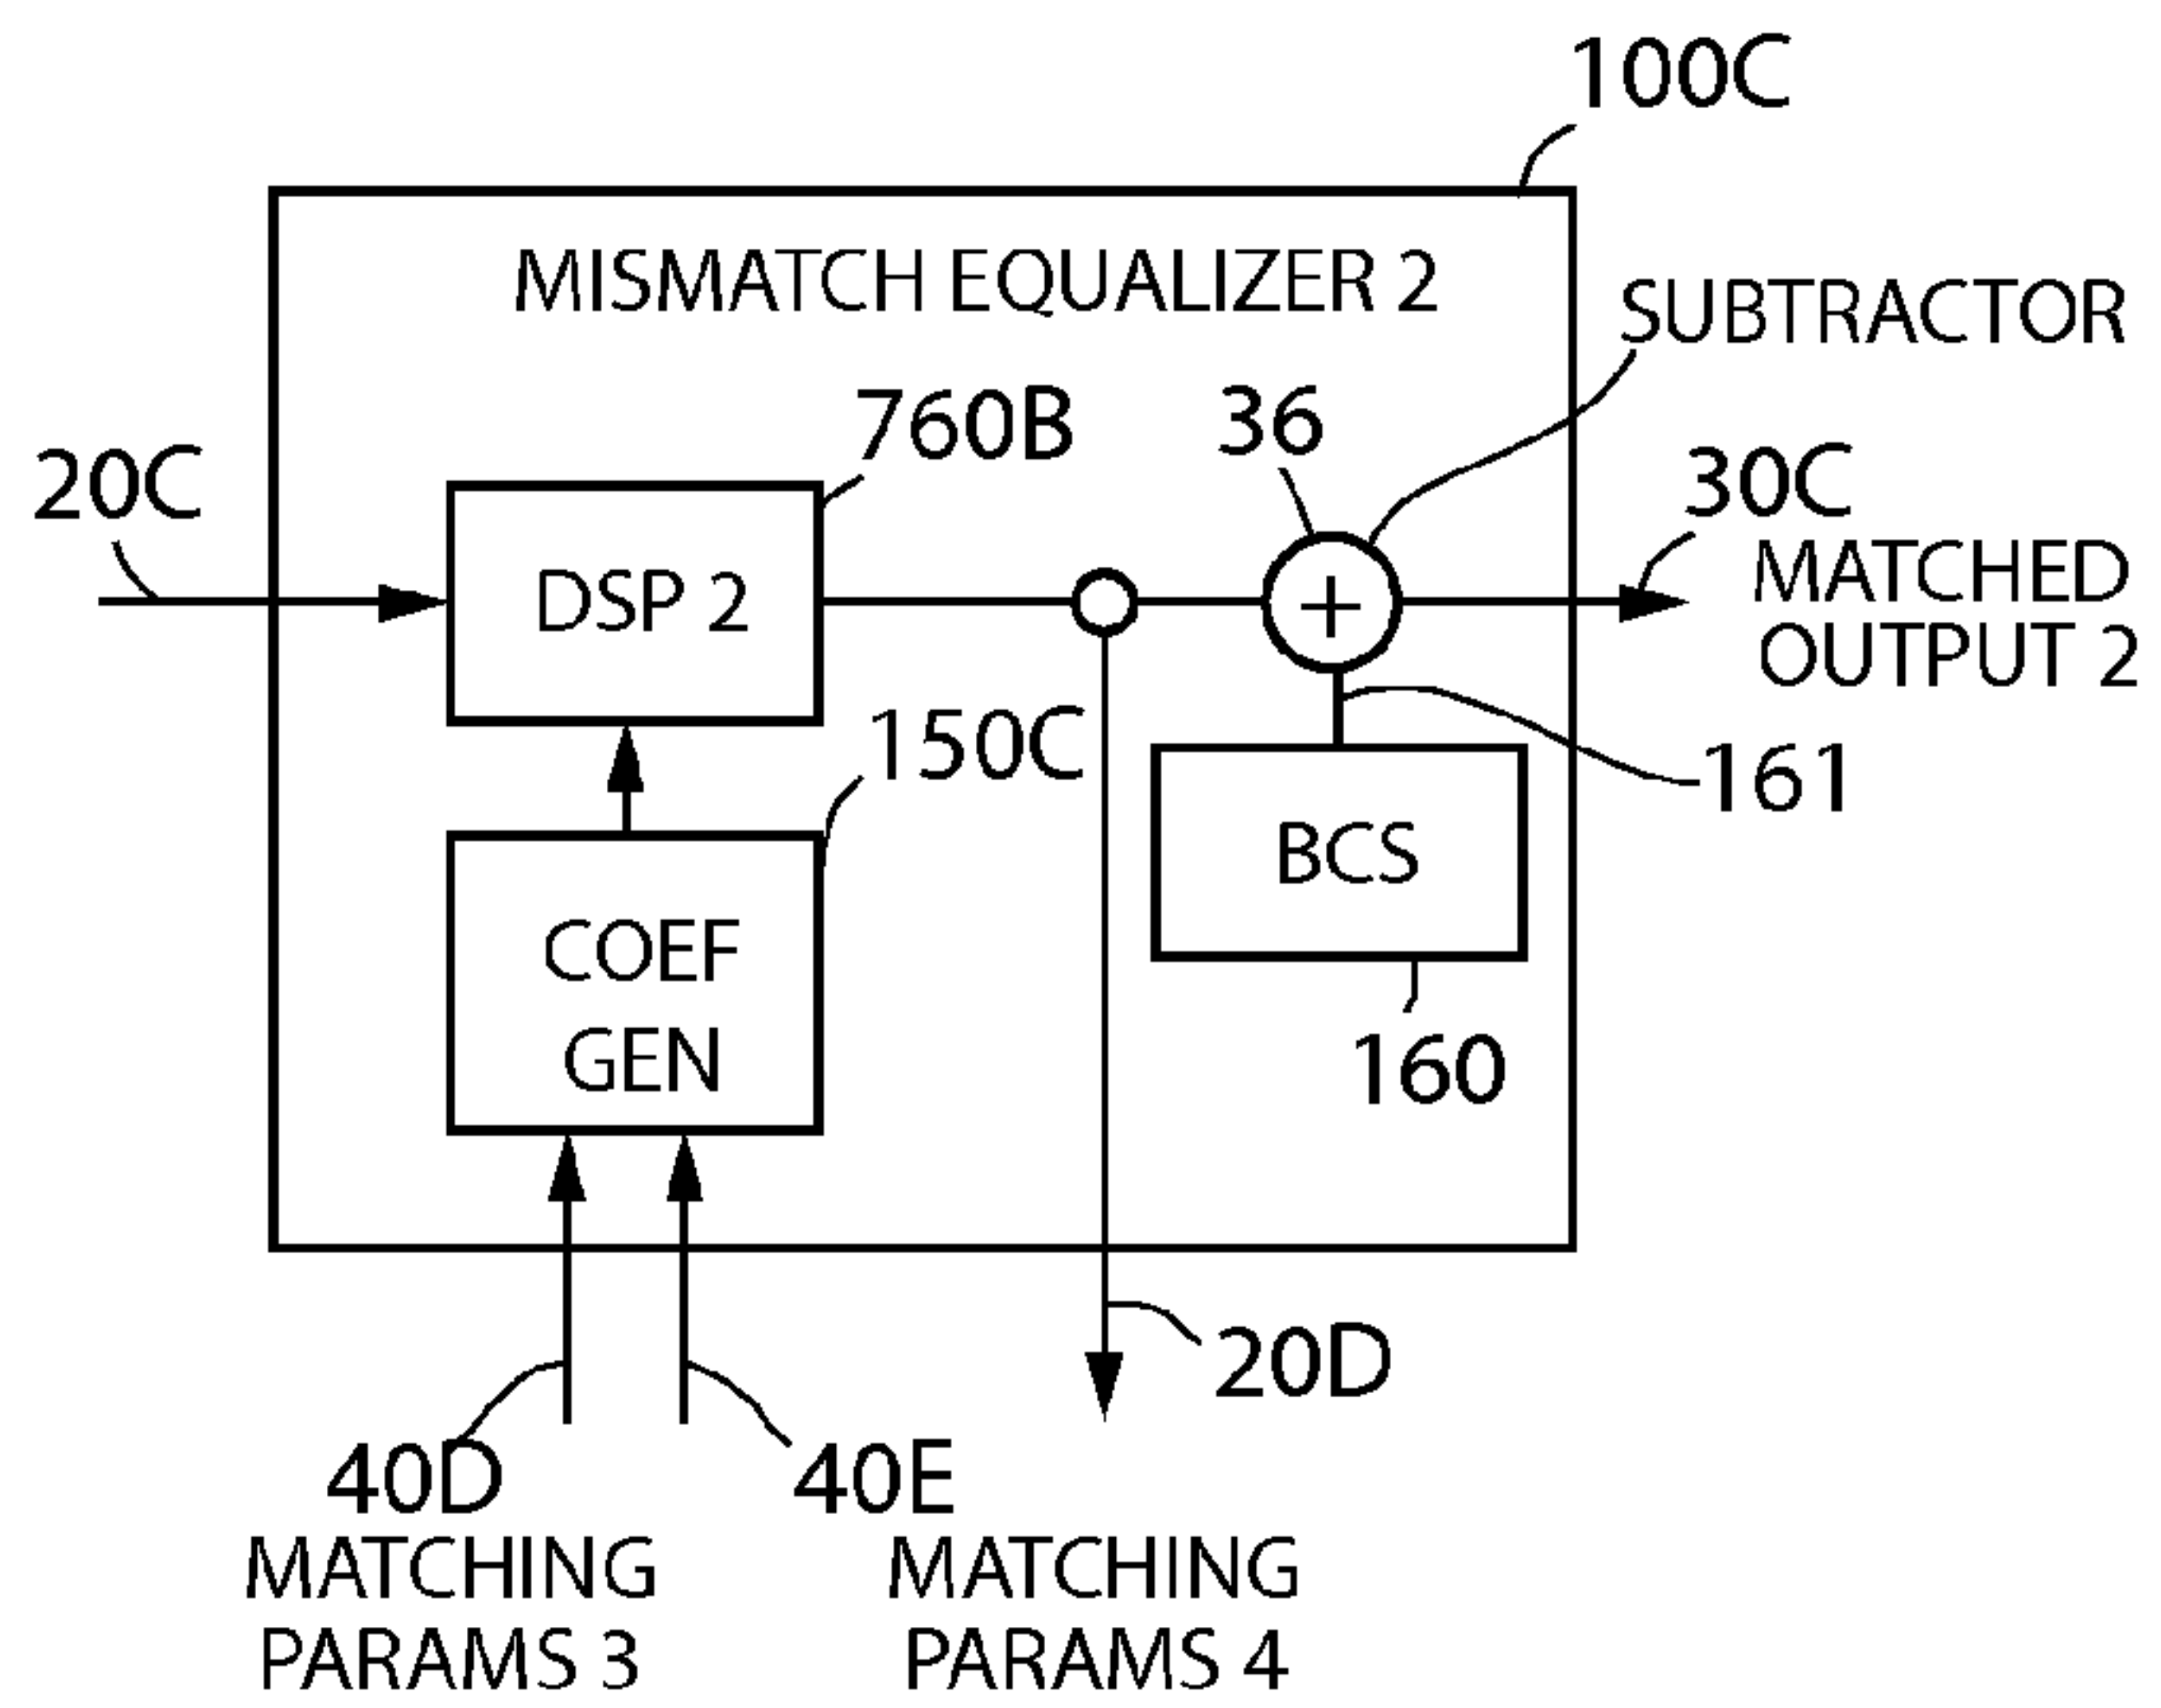 100C
MISMATCH EQUALIZER 2
SUBTRACTOR
760B
36
20C
30C
MATCHED
OUTPUT 2
DSP 2
+
150C
161
BCS
COEF
GEN
160
20D
40D
MATCHING
PARAMS 3
40E
MATCHING
PARAMS 4